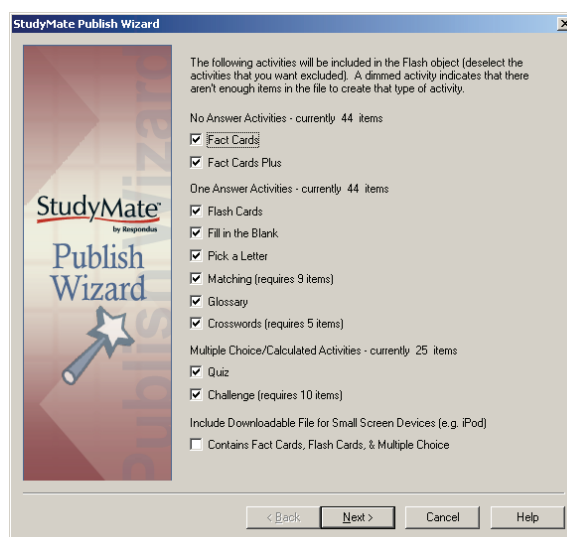 StudyMate Publish Wizard
The following activities will be included in the Flash object (deselect the
activities that you want excluded). A dimmed activity indicates that there
aren't enough items in the file to create that type of activity.
No Answer Activities - currently 44 items
Fact Cards
Fact Cards Plus
One Answer Activities - currently 44 items
Flash Cards
Fill in the Blank
Pick a Letter
Matching (requires 9 items)
Glossary
Crosswords (requires 5 items)
Multiple Choice/Calculated Activities - currently 25 items
Quiz
Challenge (requires 10 items)
Include Downloadable File for Small Screen Devices (e.g. iPod)
Contains Fact Cards, Flash Cards, & Multiple Choice
Publish Wizard
StudyMate
by Respondus
Publish
Wizard
< Back
Next >
Cancel
Help